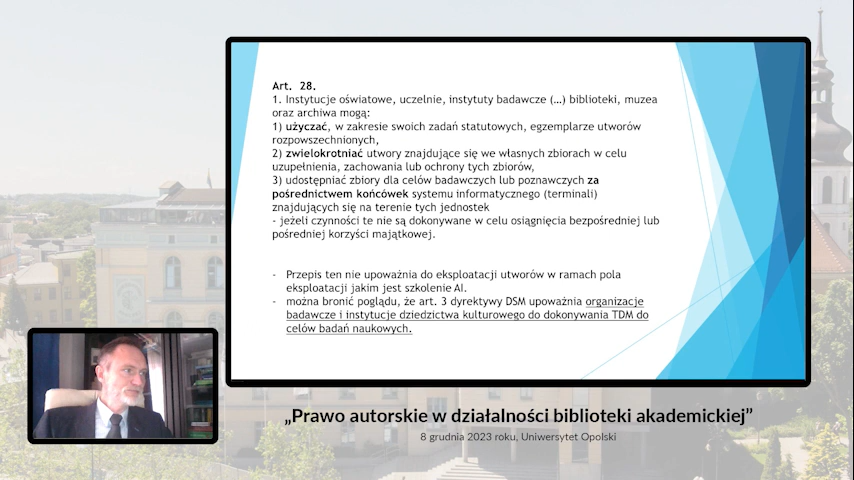 Art. 28.
1. Instytucje oświatowe, uczelnie, instytuty badawcze (…) biblioteki, muzea
oraz archiwa mogą:
1) użyczać, w zakresie swoich zadań statutowych, egzemplarze utworów
rozpowszechnionych,
2) zwielokrotniać utwory znajdujące się we własnych zbiorach w celu
uzupełnienia, zachowania lub ochrony tych zbiorów,
3) udostępniać zbiory dla celów badawczych lub poznawczych za
pośrednictwem końcówek systemu informatycznego (terminali)
znajdujących się na terenie tych jednostek
- jeżeli czynności te nie są dokonywane w celu osiągnięcia bezpośredniej lub
pośredniej korzyści majątkowej.
- Przepis ten nie upoważnia do eksploatacji utworów w ramach pola
eksploatacji jakim jest szkolenie AI.
- można bronić poglądu, że art. 3 dyrektywy DSM upoważnia organizacje
badawcze i instytucje dziedzictwa kulturowego do dokonywania TDM do
celów badań naukowych.
„Prawo autorskie w działalności biblioteki akademickiej”
8 grudnia 2023 roku, Uniwersytet Opolski